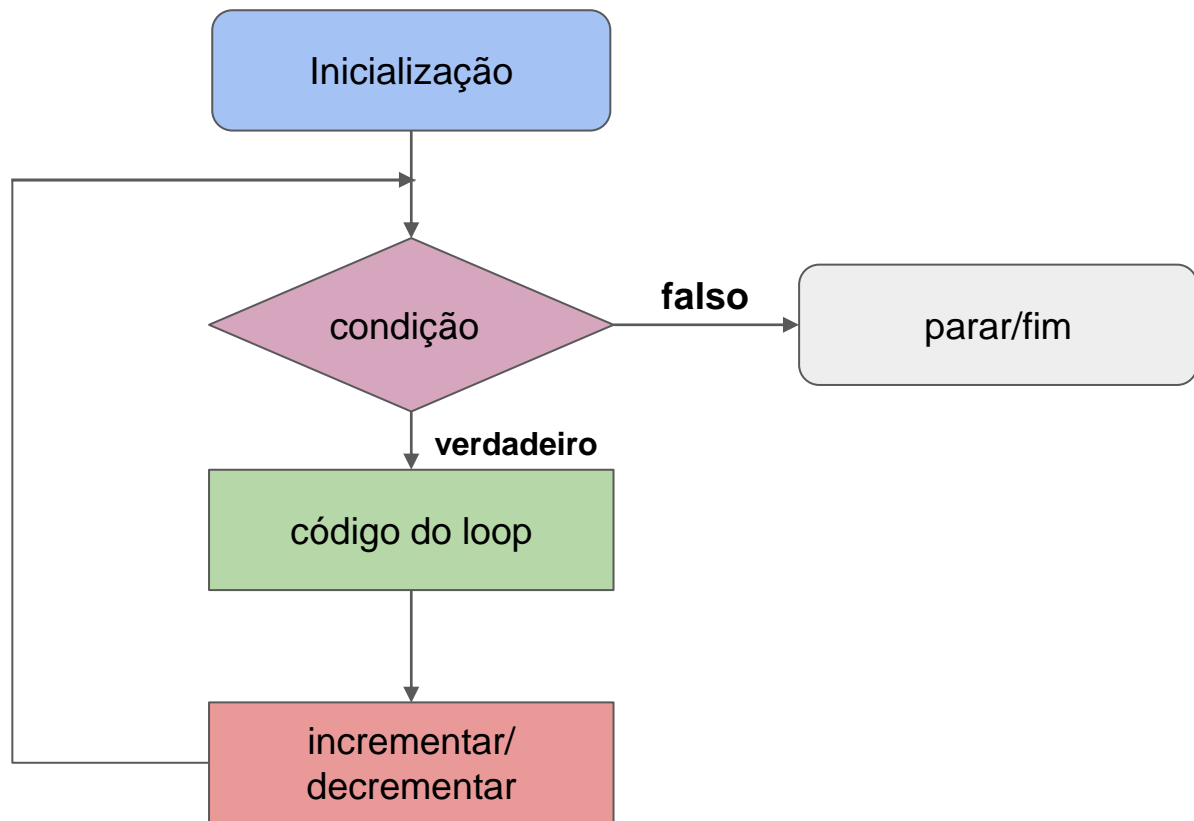 Inicialização
condição
falso
parar/fim
verdadeiro
código do loop
incrementar/
decrementar